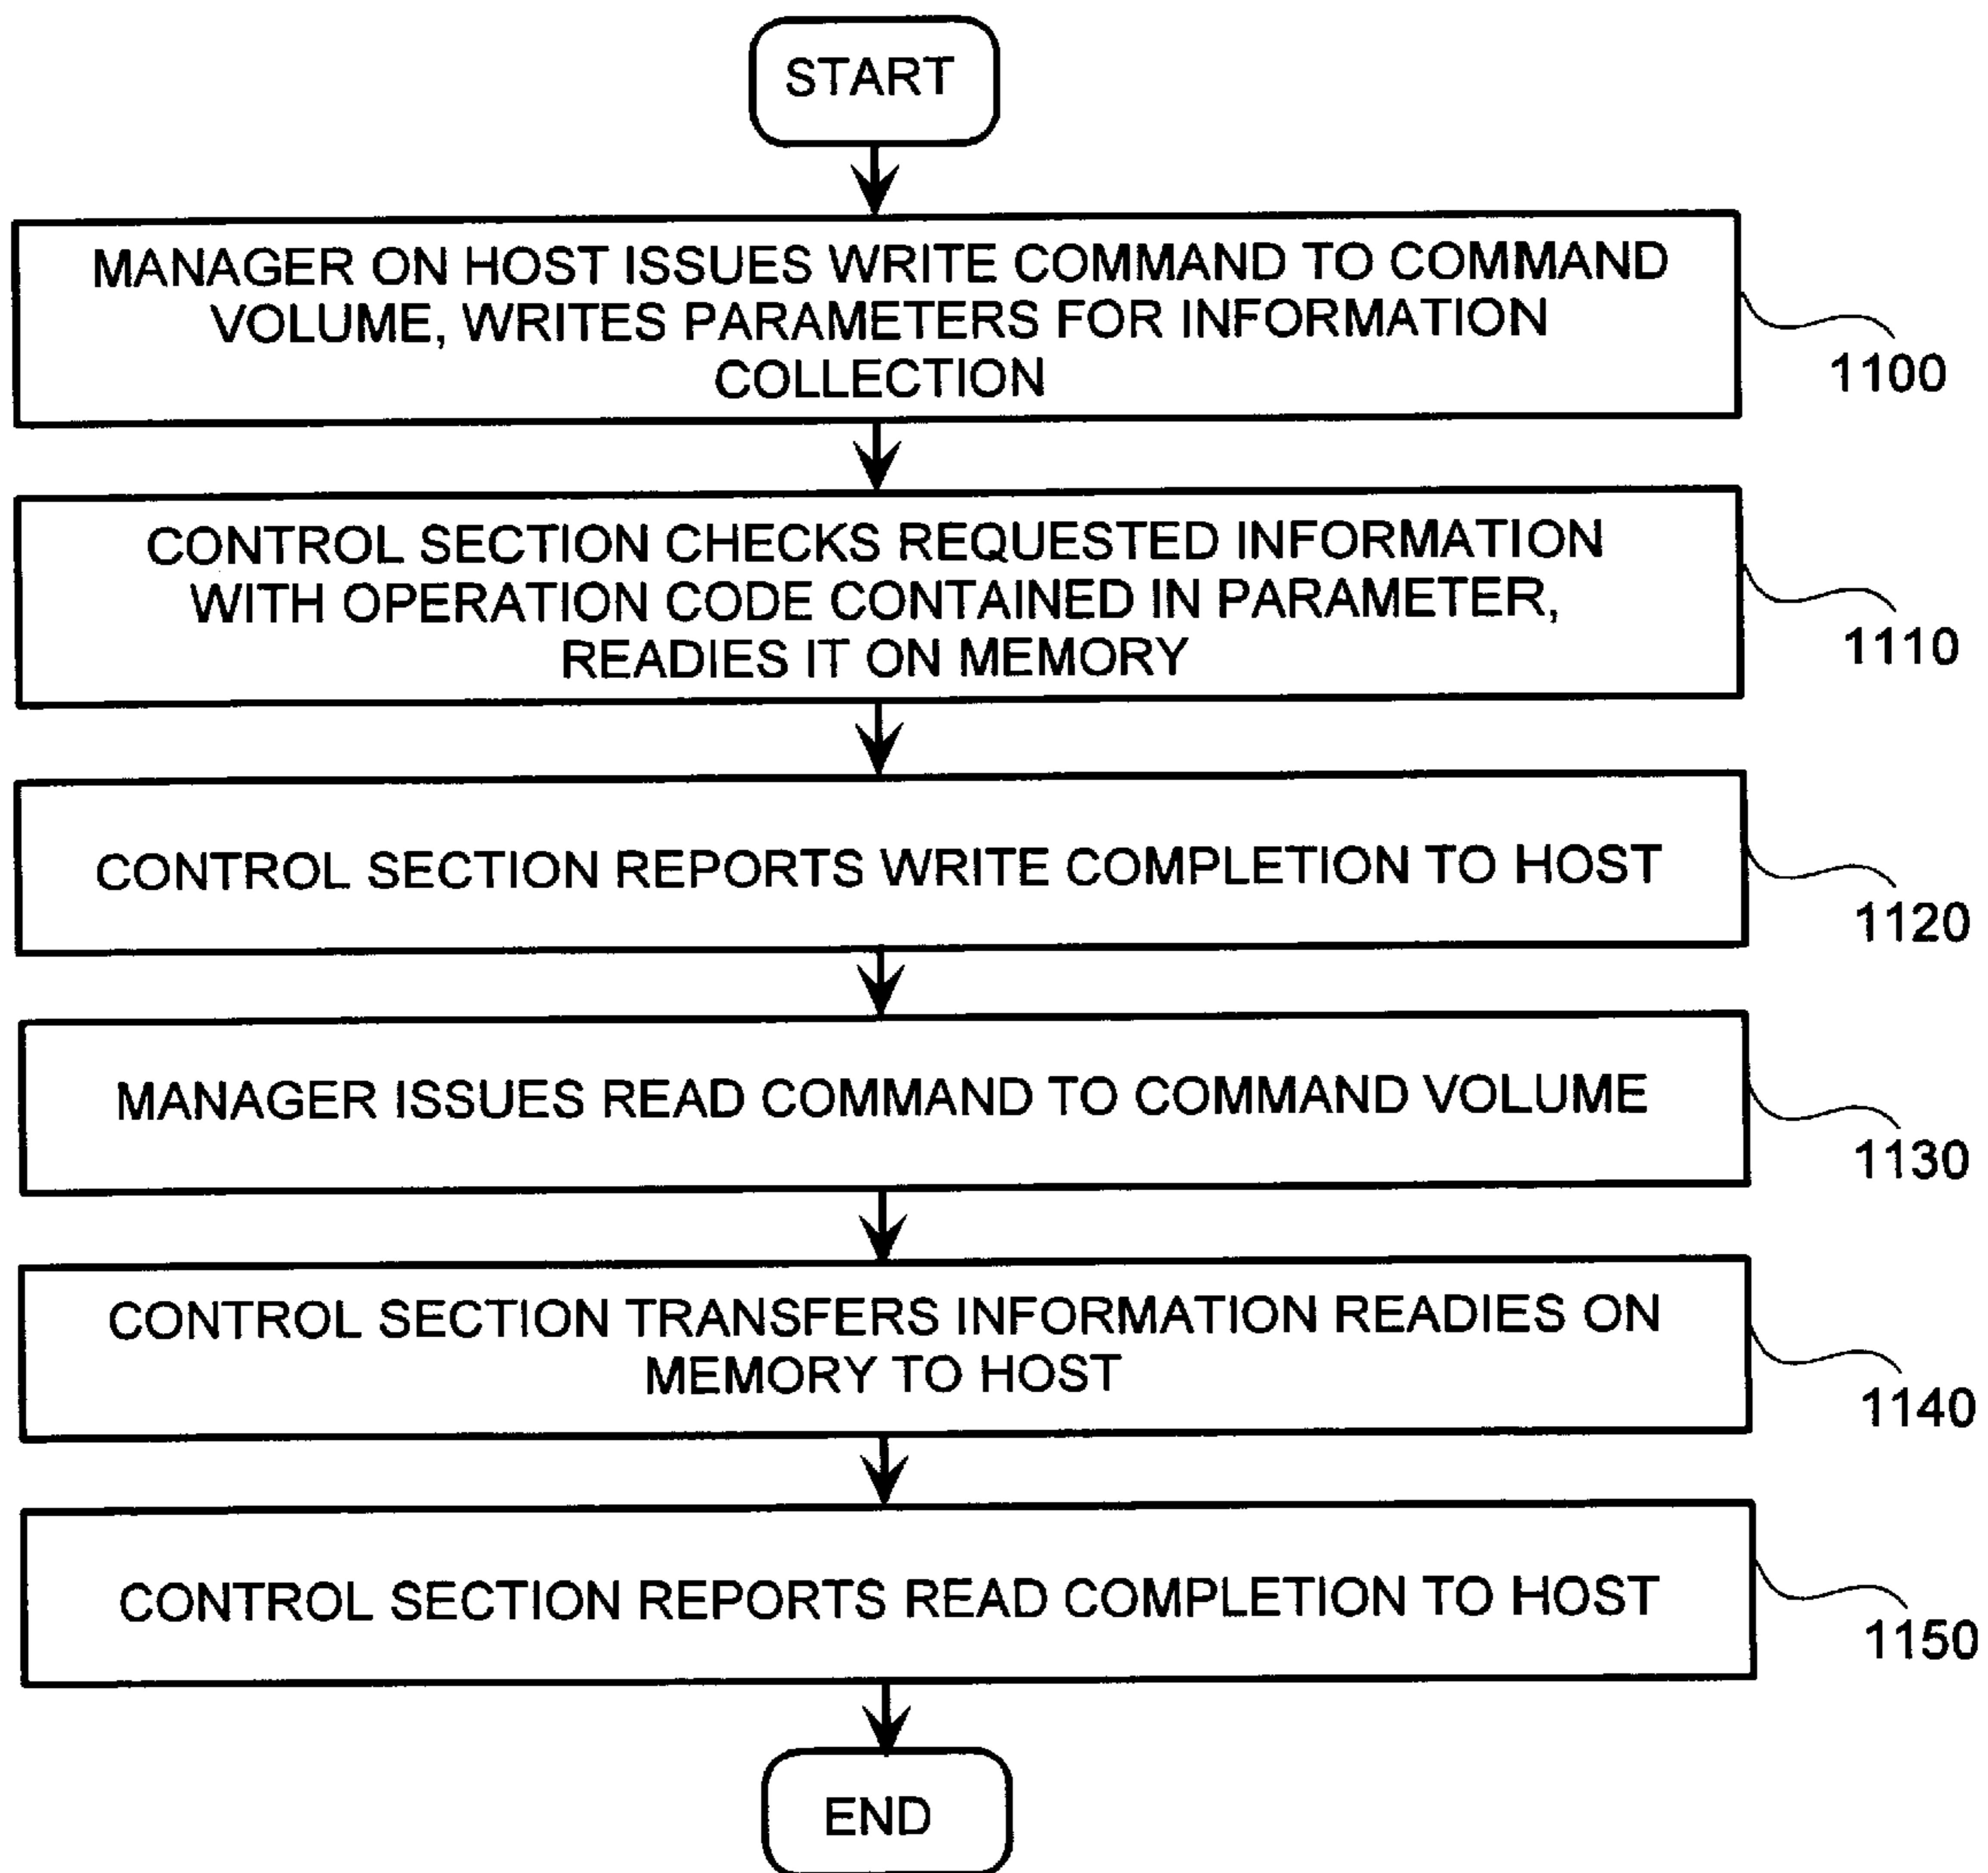 START
MANAGER ON HOST ISSUES WRITE COMMAND TO COMMAND
VOLUME, WRITES PARAMETERS FOR INFORMATION
COLLECTION
1100
CONTROL SECTION CHECKS REQUESTED INFORMATION
WITH OPERATION CODE CONTAINED IN PARAMETER,
READIES IT ON MEMORY
1110
CONTROL SECTION REPORTS WRITE COMPLETION TO HOST
1120
MANAGER ISSUES READ COMMAND TO COMMAND VOLUME
1130
CONTROL SECTION TRANSFERS INFORMATION READIES ON
MEMORY TO HOST
1140
CONTROL SECTION REPORTS READ COMPLETION TO HOST
1150
END